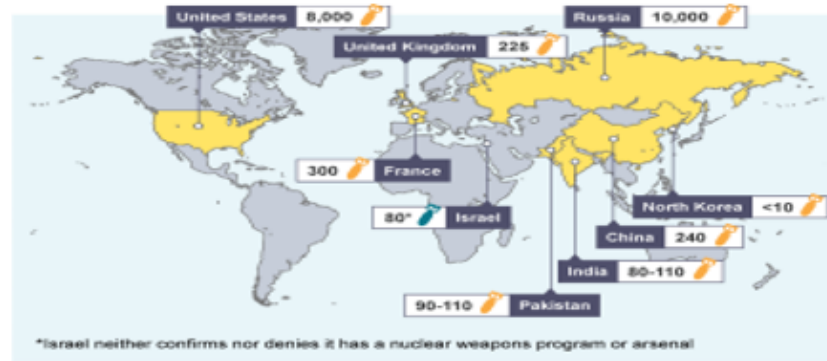 United States 8,000
Russia 10,000
United Kingdom 225
300 France
80* Israel
North Korea <10
China 240
India 80-110
90-110 Pakistan
*Israel neither confirms nor denies it has a nuclear weapons program or arsenal